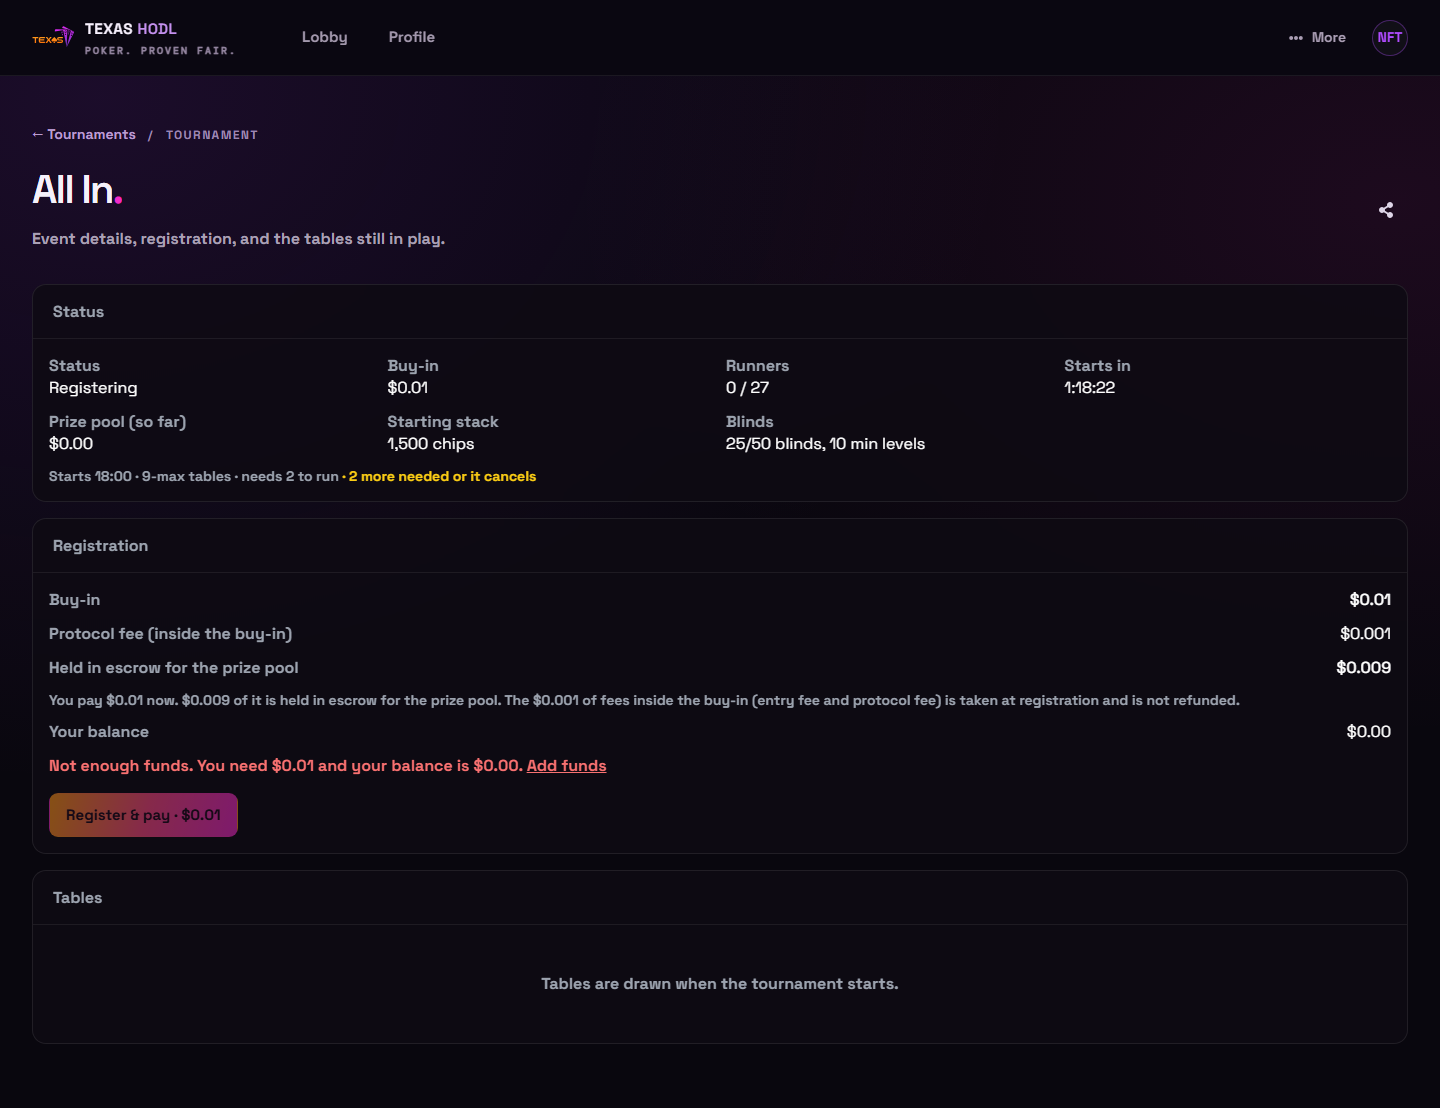 TEXAS
TEXAS HODL
POKER. PROVEN FAIR.
Lobby
Profile
••• More
NFT
← Tournaments / TOURNAMENT
All In.
Event details, registration, and the tables still in play.
Status
Status
Registering
Buy-in
$0.01
Runners
0 / 27
Starts in
1:18:22
Prize pool (so far)
$0.00
Starting stack
1,500 chips
Blinds
25/50 blinds, 10 min levels
Starts 18:00 · 9-max tables · needs 2 to run · 2 more needed or it cancels
Registration
Buy-in $0.01
Protocol fee (inside the buy-in) $0.001
Held in escrow for the prize pool $0.009
You pay $0.01 now. $0.009 of it is held in escrow for the prize pool. The $0.001 of fees inside the buy-in (entry fee and protocol fee) is taken at registration and is not refunded.
Your balance $0.00
Not enough funds. You need $0.01 and your balance is $0.00. Add funds
Register & pay · $0.01
Tables
Tables are drawn when the tournament starts.